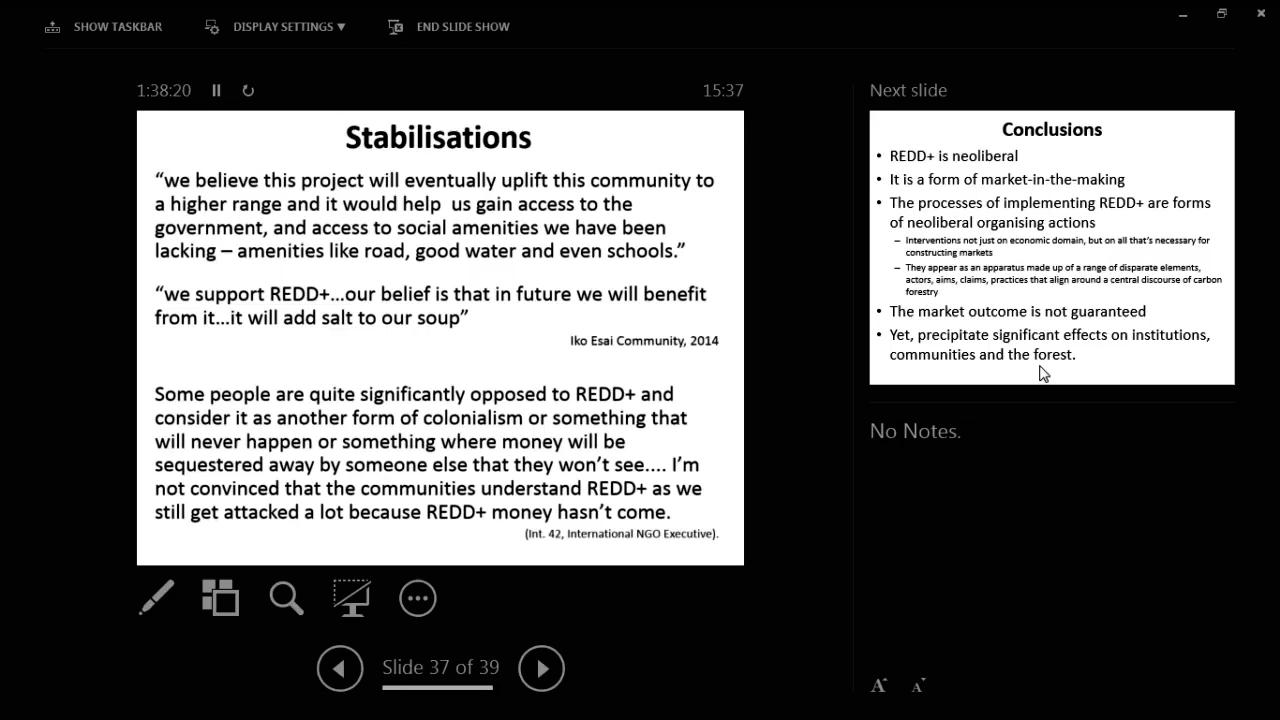 SHOW TASKBAR
DISPLAY SETTINGS ▼
END SLIDE SHOW
1:38:20
15:37
Stabilisations
“we believe this project will eventually uplift this community to
a higher range and it would help us gain access to the
government, and access to social amenities we have been
lacking – amenities like road, good water and even schools.”
“we support REDD+...our belief is that in future we will benefit
from it...it will add salt to our soup”
Iko Esai Community, 2014
Some people are quite significantly opposed to REDD+ and
consider it as another form of colonialism or something that
will never happen or something where money will be
sequestered away by someone else that they won’t see.... I’m
not convinced that the communities understand REDD+ as we
still get attacked a lot because REDD+ money hasn’t come.
(Int. 42, International NGO Executive).
Slide 37 of 39
Next slide
Conclusions
• REDD+ is neoliberal
• It is a form of market-in-the-making
• The processes of implementing REDD+ are forms
of neoliberal organising actions
– Interventions not just on economic domain, but on all that’s necessary for
constructing markets
– They appear as an apparatus made up of a range of disparate elements,
actors, aims, claims, practices that align around a central discourse of carbon
forestry
• The market outcome is not guaranteed
• Yet, precipitate significant effects on institutions,
communities and the forest.
No Notes.
A A